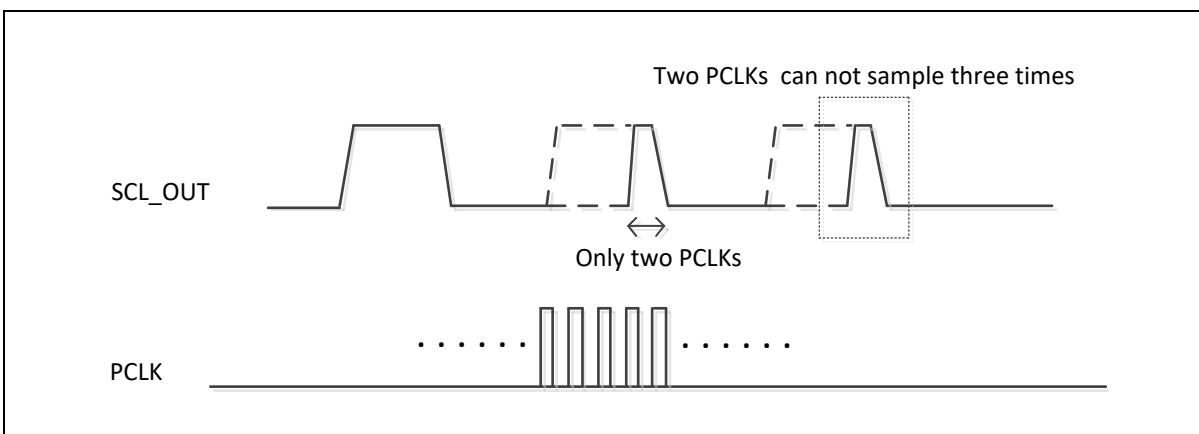 Two PCLKs can not sample three times
SCL_OUT
Only two PCLKs
PCLK